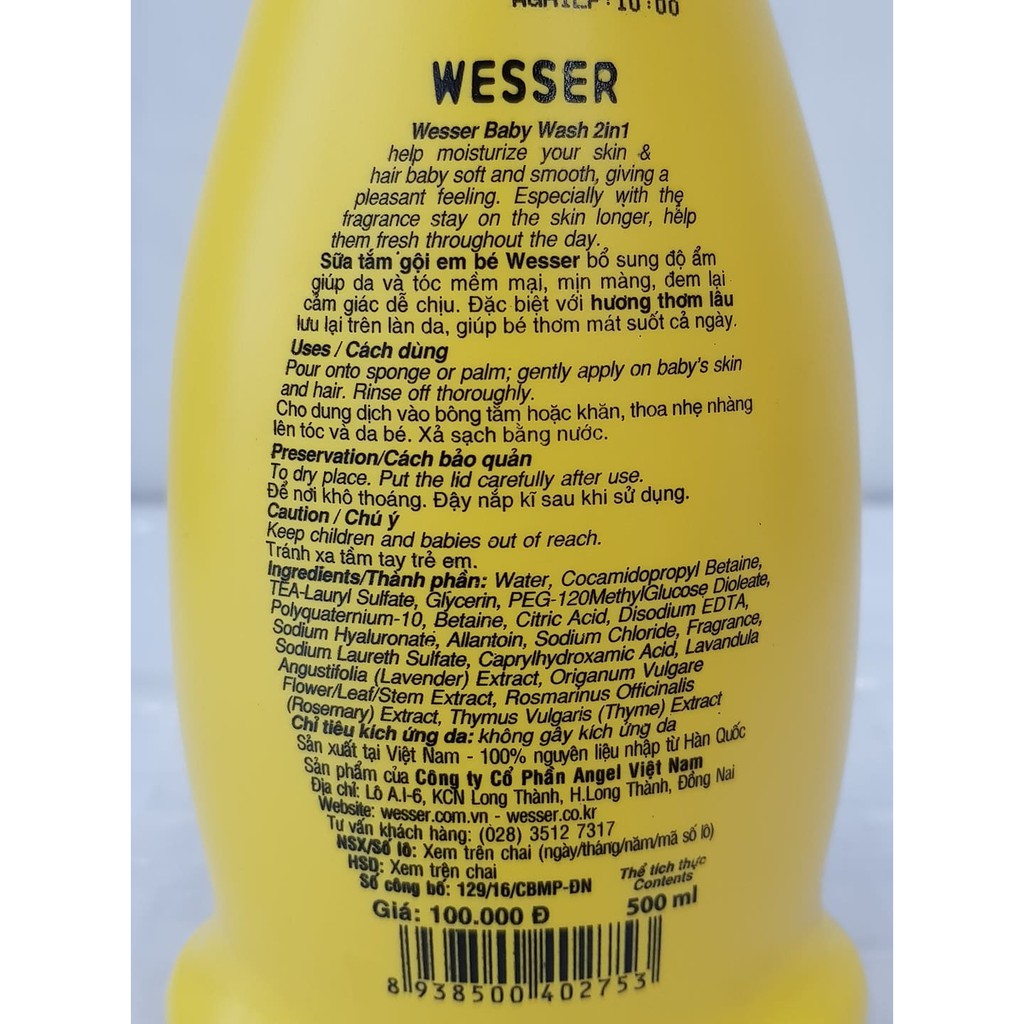 10:00
WESSER
Wesser Baby Wash 2in1
help moisturize your skin &
hair baby soft and smooth, giving a
pleasant feeling. Especially with the
fragrance stay on the skin longer, help
them fresh throughout the day.
Sữa tắm gội em bé Wesser bổ sung độ ẩm
giúp da và tóc mềm mại, mịn màng, đem lại
cảm giác dễ chịu. Đặc biệt với hương thơm lâu
lưu lại trên làn da, giúp bé thơm mát suốt cả ngày.
Uses / Cách dùng
Pour onto sponge or palm; gently apply on baby's skin
and hair. Rinse off thoroughly.
Cho dung dịch vào bông tắm hoặc khăn, thoa nhẹ nhàng
lên tóc và da bé. Xả sạch bằng nước.
Preservation/Cách bảo quản
To dry place. Put the lid carefully after use.
Để nơi khô thoáng. Đậy nắp kĩ sau khi sử dụng.
Caution / Chú ý
Keep children and babies out of reach.
Tránh xa tầm tay trẻ em.
Ingredients/Thành phần: Water, Cocamidopropyl Betaine,
TEA-Lauryl Sulfate, Glycerin, PEG-120MethylGlucose Dioleate,
Polyquaternium-10, Betaine, Citric Acid, Disodium EDTA,
Sodium Hyaluronate, Allantoin, Sodium Chloride, Fragrance,
Sodium Laureth Sulfate, Caprylhydroxamic Acid, Lavandula
Angustifolia (Lavender) Extract, Origanum Vulgare
Flower/Leaf/Stem Extract, Rosmarinus Officinalis
(Rosemary) Extract, Thymus Vulgaris (Thyme) Extract
Chỉ tiêu kích ứng da: không gây kích ứng da
Sản xuất tại Việt Nam - 100% nguyên liệu nhập từ Hàn Quốc
Sản phẩm của Công ty Cổ Phần Angel Việt Nam
Địa chỉ: Lô A.I-6, KCN Long Thành, H.Long Thành, Đồng Nai
Website: wesser.com.vn - wesser.co.kr
Tư vấn khách hàng: (028) 3512 7317
NSX/Số lô: Xem trên chai (ngày/tháng/năm/mã số lô)
HSD: Xem trên chai
Số công bố: 129/16/CBMP-ĐN
Thể tích thực
Contents
Giá: 100.000 Đ
500 ml
8 938500 402753